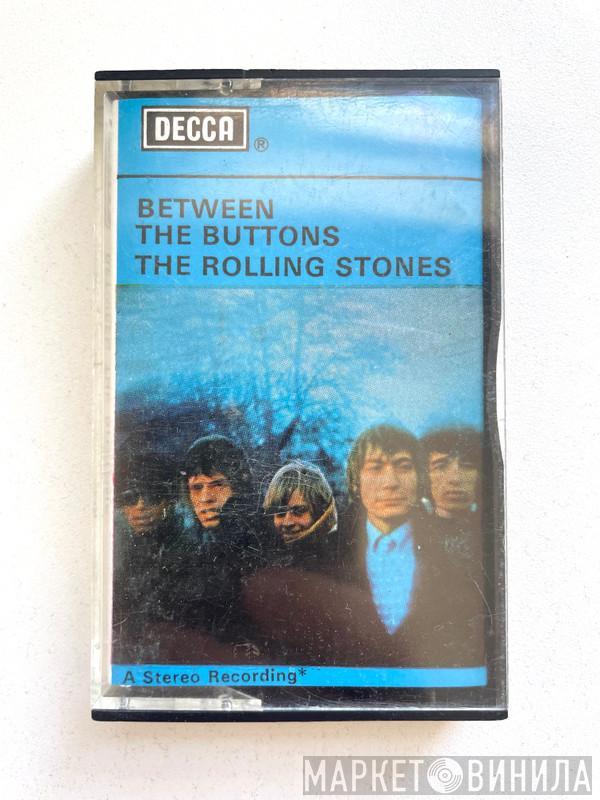 DECCA ®
BETWEEN
THE BUTTONS
THE ROLLING STONES
A Stereo Recording*
МАРКЕТ ВИНИЛА